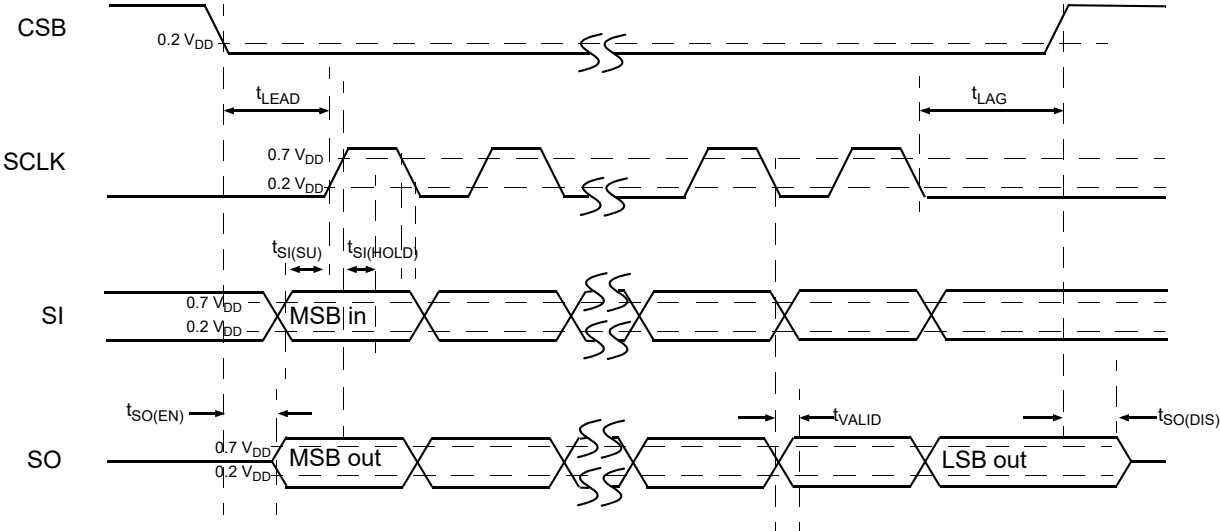 CSB
0.2 VDD
tLEAD
tLAG
SCLK
0.7 VDD
0.2 VDD
tSI(SU)
tSI(HOLD)
SI
0.7 VDD
0.2 VDD
MSB in
tSO(EN)
tVALID
tSO(DIS)
SO
0.7 VDD
0.2 VDD
MSB out
LSB out